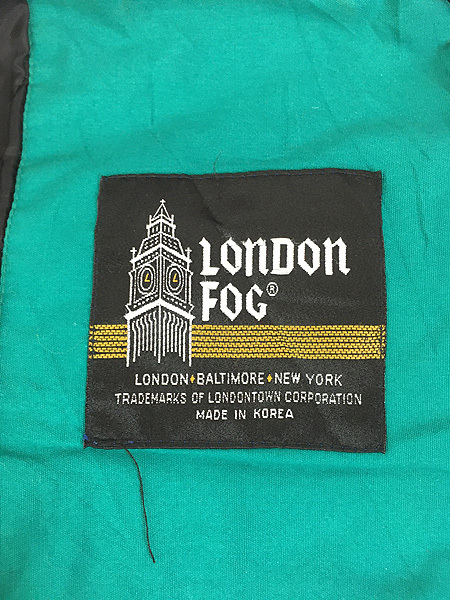 LONDON
FOG®
LONDON♦BALTIMORE♦NEW YORK
TRADEMARKS OF LONDONTOWN CORPORATION
MADE IN KOREA